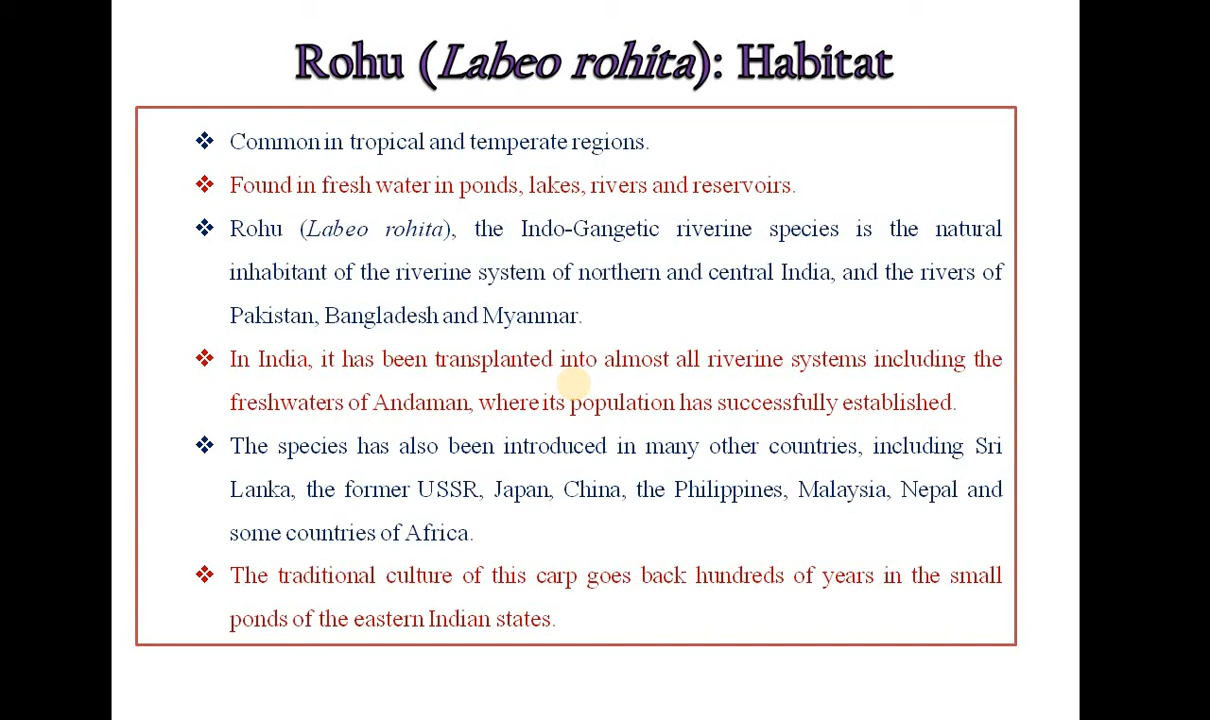 Rohu (Labeo rohita): Habitat
❖ Common in tropical and temperate regions.
❖ Found in fresh water in ponds, lakes, rivers and reservoirs.
❖ Rohu (Labeo rohita), the Indo-Gangetic riverine species is the natural
inhabitant of the riverine system of northern and central India, and the rivers of
Pakistan, Bangladesh and Myanmar.
❖ In India, it has been transplanted into almost all riverine systems including the
freshwaters of Andaman, where its population has successfully established.
❖ The species has also been introduced in many other countries, including Sri
Lanka, the former USSR, Japan, China, the Philippines, Malaysia, Nepal and
some countries of Africa.
❖ The traditional culture of this carp goes back hundreds of years in the small
ponds of the eastern Indian states.